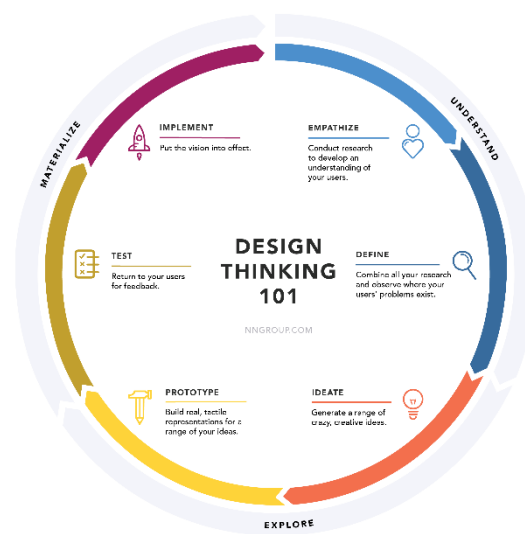 DESIGN
THINKING
101
NNGROUP.COM
UNDERSTAND
EMPATHIZE
Conduct research
to develop an
understanding of
your users.
DEFINE
Combine all your research
and observe where your
users' problems exist.
EXPLORE
IDEATE
Generate a range of
crazy, creative ideas.
PROTOTYPE
Build real, tactile
representations for a
range of your ideas.
MATERIALIZE
TEST
Return to your users
for feedback.
IMPLEMENT
Put the vision into effect.